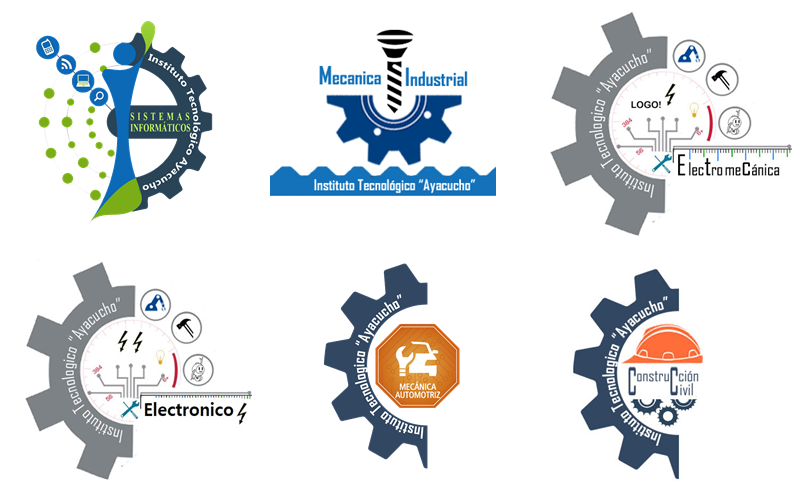 Instituto Tecnológico Ayacucho
SISTEMAS
INFORMÁTICOS
Mecanica Industrial
Instituto Tecnológico “Ayacucho”
Instituto Tecnologico “Ayacucho”
LOGO!
ElectromeCánica
Instituto Tecnologico “Ayacucho”
Electronico
Instituto Tecnologico “Ayacucho”
MECÁNICA
AUTOMOTRIZ
Instituto Tecnologico “Ayacucho”
ConstruCción
Civil